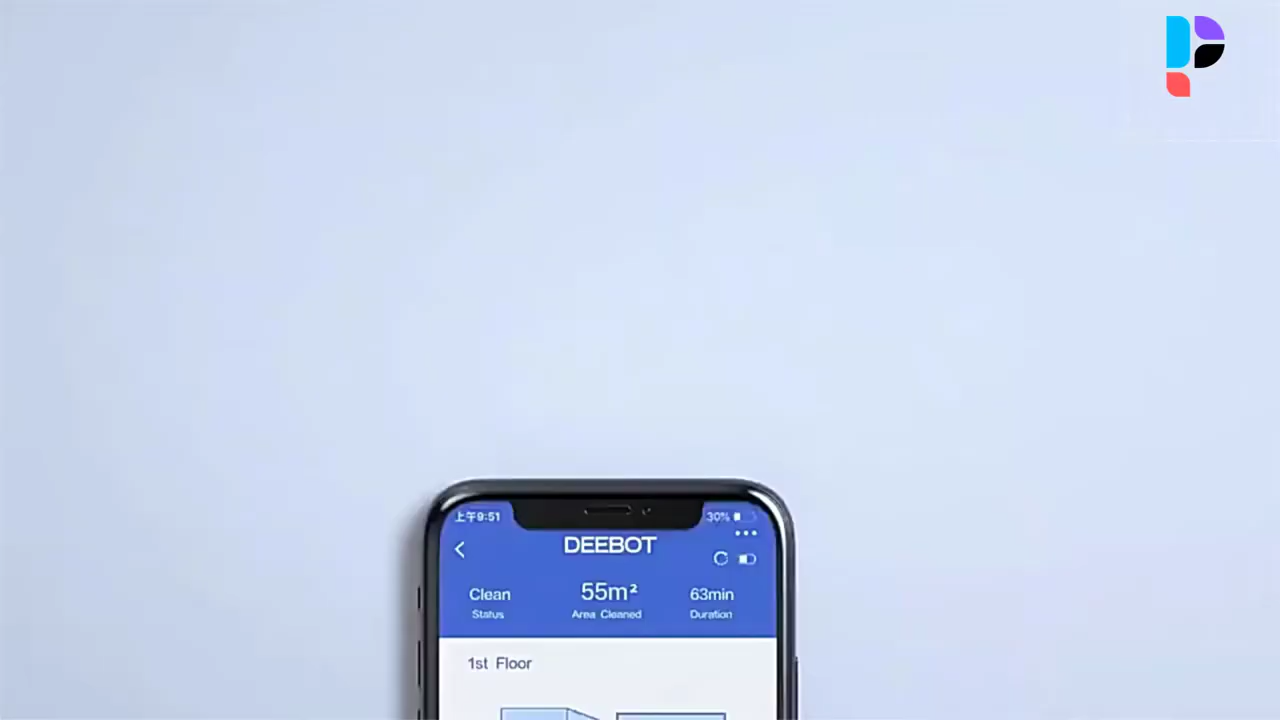 上午9:51
30%
DEEBOT
Clean
55m²
63min
Status
Area Cleaned
Duration
1st Floor